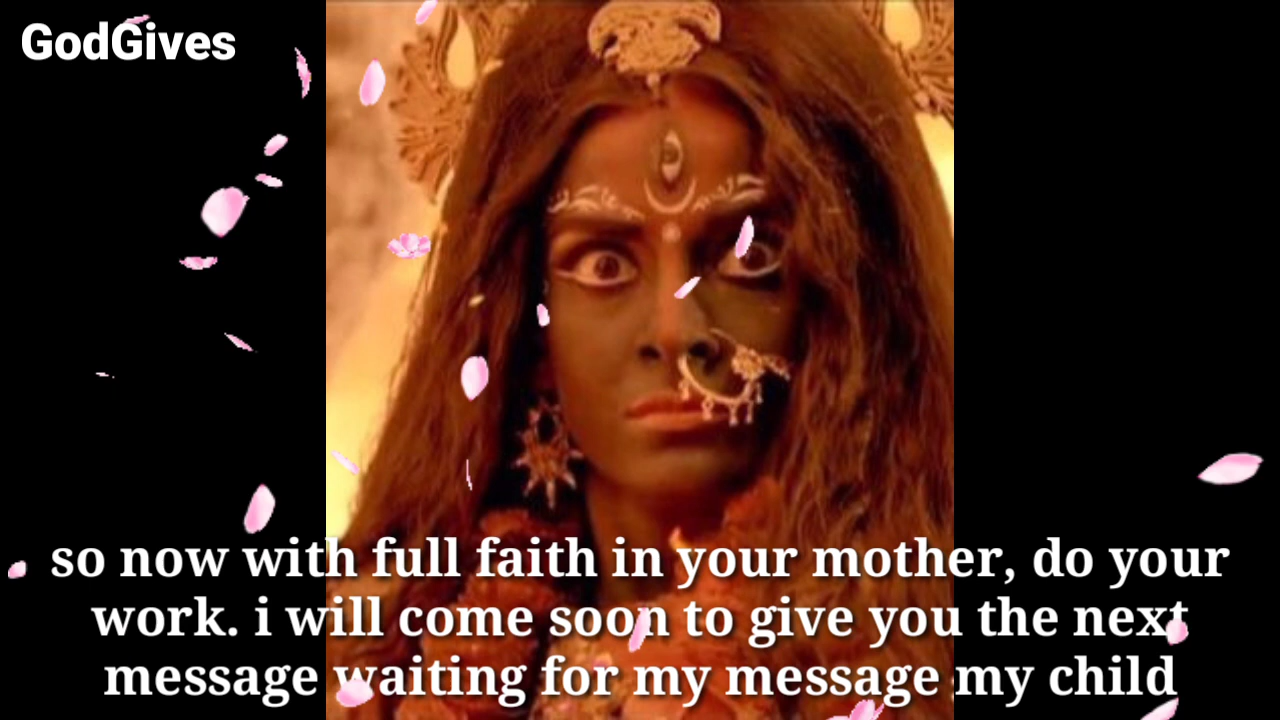 GodGives
so now with full faith in your mother, do your
work. i will come soon to give you the next
message waiting for my message my child